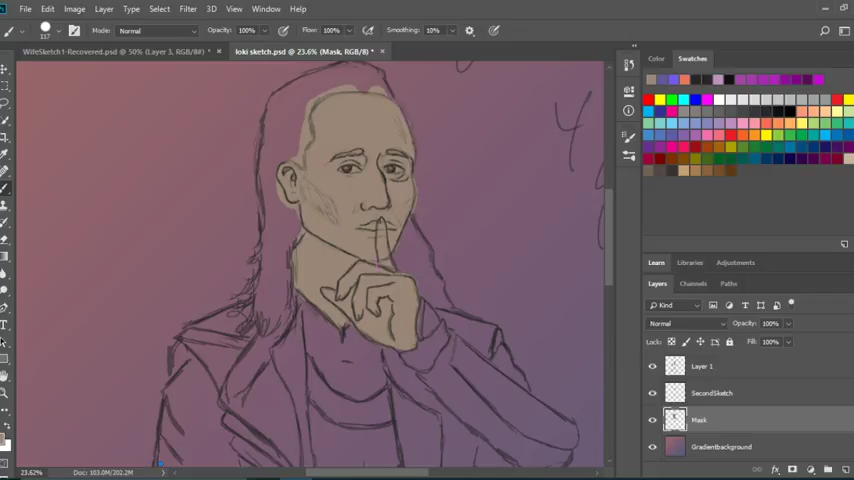 File Edit Image Layer Type Select Filter 3D View Window Help
117 Mode: Normal Opacity: 100% Flow: 100% Smoothing: 10%
WifeSketch1-Recovered.psd @ 50% (Layer 3, RGB/8#) * × loki sketch.psd @ 23.6% (Mask, RGB/8#) * ×
Color Swatches
Learn Libraries Adjustments
Layers Channels Paths
Kind
Normal Opacity: 100%
Lock: Fill: 100%
Layer 1
SecondSketch
Mask
Gradientbackground
23.62% Doc: 103.0M/202.2M
fx